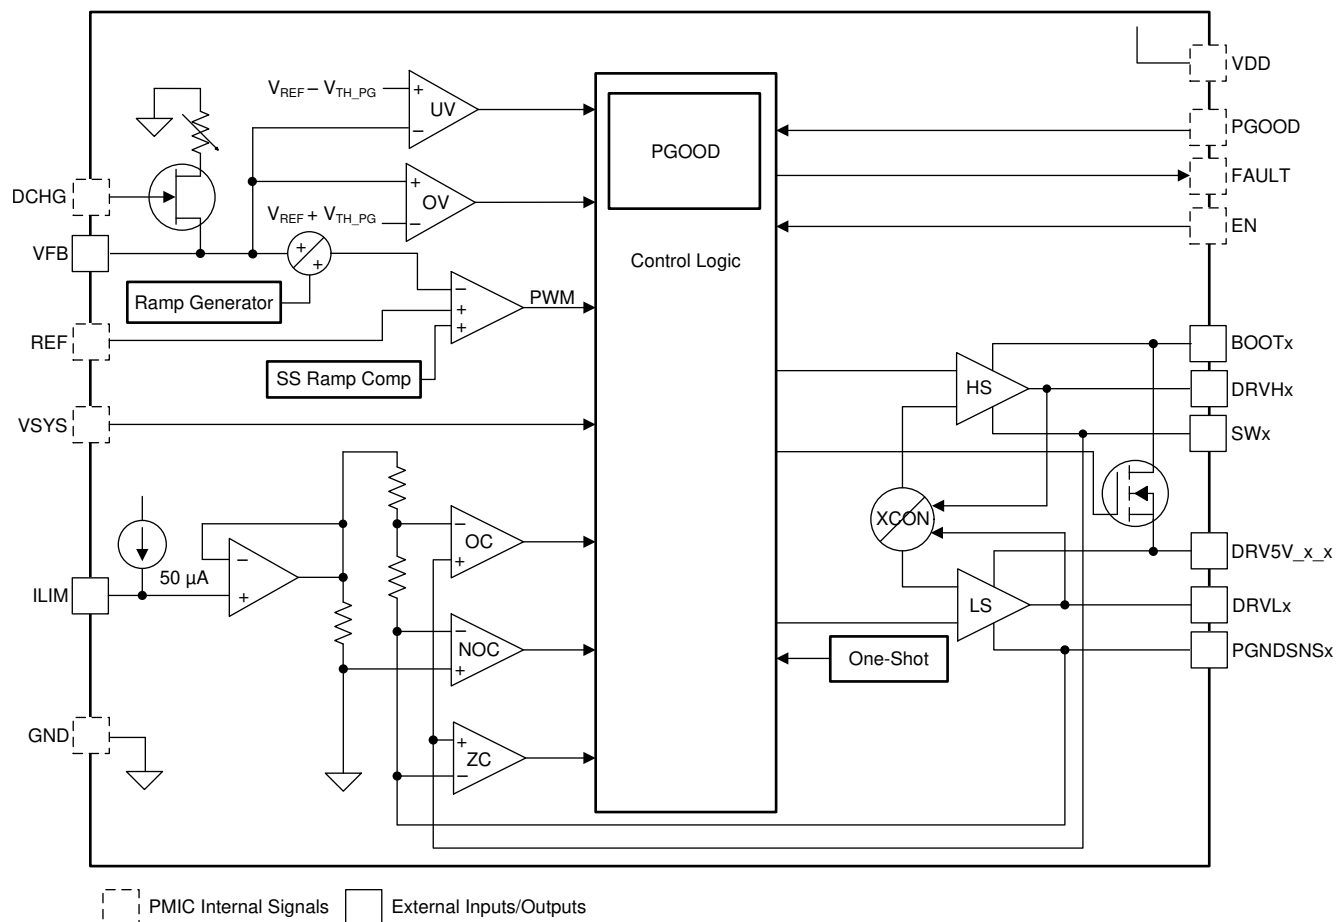 VDD
V_REF – V_TH_PG
+
UV
−
PGOOD
PGOOD
FAULT
DCHG
+
OV
V_REF + V_TH_PG
−
EN
VFB
+
+
Control Logic
Ramp Generator
−
PWM
+
+
REF
BOOTx
SS Ramp Comp
HS
DRVHx
VSYS
SWx
−
OC
+
XCON
−
50 µA
+
DRV5V_x_x
ILIM
LS
DRVLx
−
NOC
+
One-Shot
PGNDSNSx
GND
+
ZC
−
PMIC Internal Signals
External Inputs/Outputs